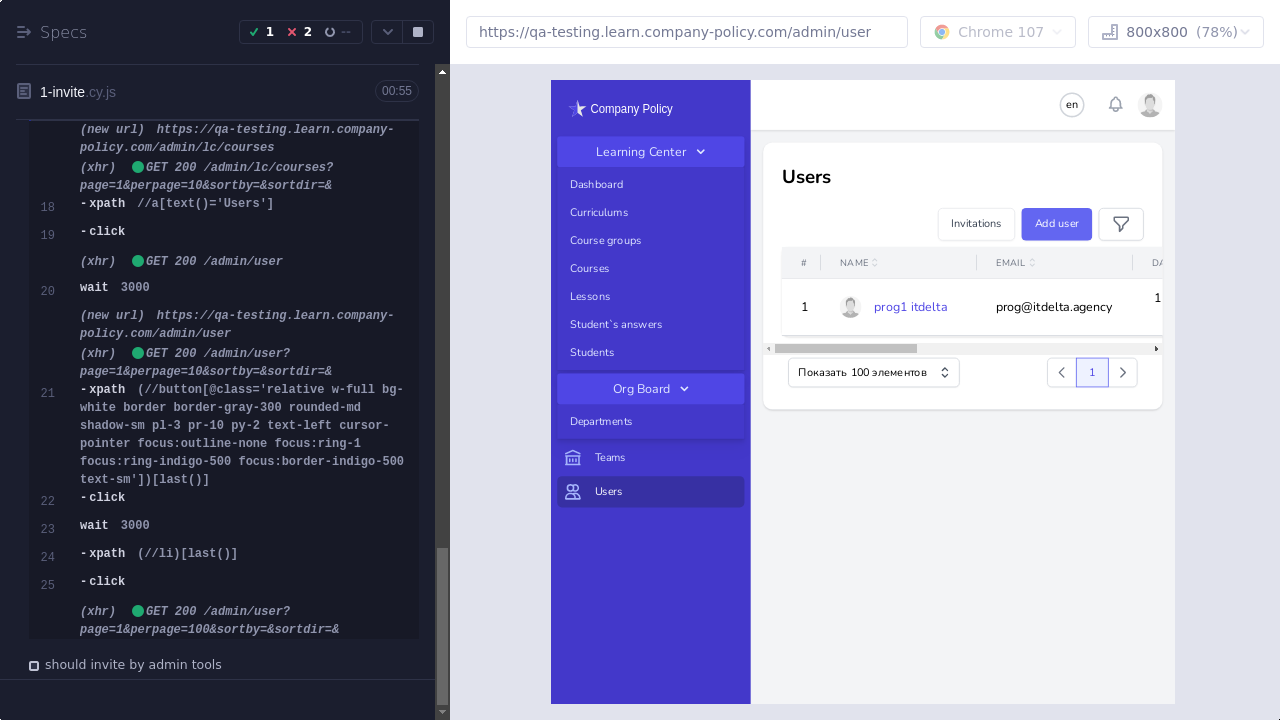 Specs
1
2
--
https://qa-testing.learn.company-policy.com/admin/user
Chrome 107
800x800 (78%)
1-invite.cy.js
00:55
(new url) https://qa-testing.learn.company-
policy.com/admin/lc/courses
(xhr) GET 200 /admin/lc/courses?
page=1&perpage=10&sortby=&sortdir=&
18 -xpath //a[text()='Users']
19 -click
(xhr) GET 200 /admin/user
20 wait 3000
(new url) https://qa-testing.learn.company-
policy.com/admin/user
(xhr) GET 200 /admin/user?
page=1&perpage=10&sortby=&sortdir=&
21 -xpath (//button[@class='relative w-full bg-
white border border-gray-300 rounded-md
shadow-sm pl-3 pr-10 py-2 text-left cursor-
pointer focus:outline-none focus:ring-1
focus:ring-indigo-500 focus:border-indigo-500
text-sm'])[last()]
22 -click
23 wait 3000
24 -xpath (//li)[last()]
25 -click
(xhr) GET 200 /admin/user?
page=1&perpage=100&sortby=&sortdir=&
should invite by admin tools
Company Policy
Learning Center
Dashboard
Curriculums
Course groups
Courses
Lessons
Student`s answers
Students
Org Board
Departments
Teams
Users
en
Users
Invitations
Add user
# NAME EMAIL DA
1 prog1 itdelta prog@itdelta.agency 1
Показать 100 элементов
1